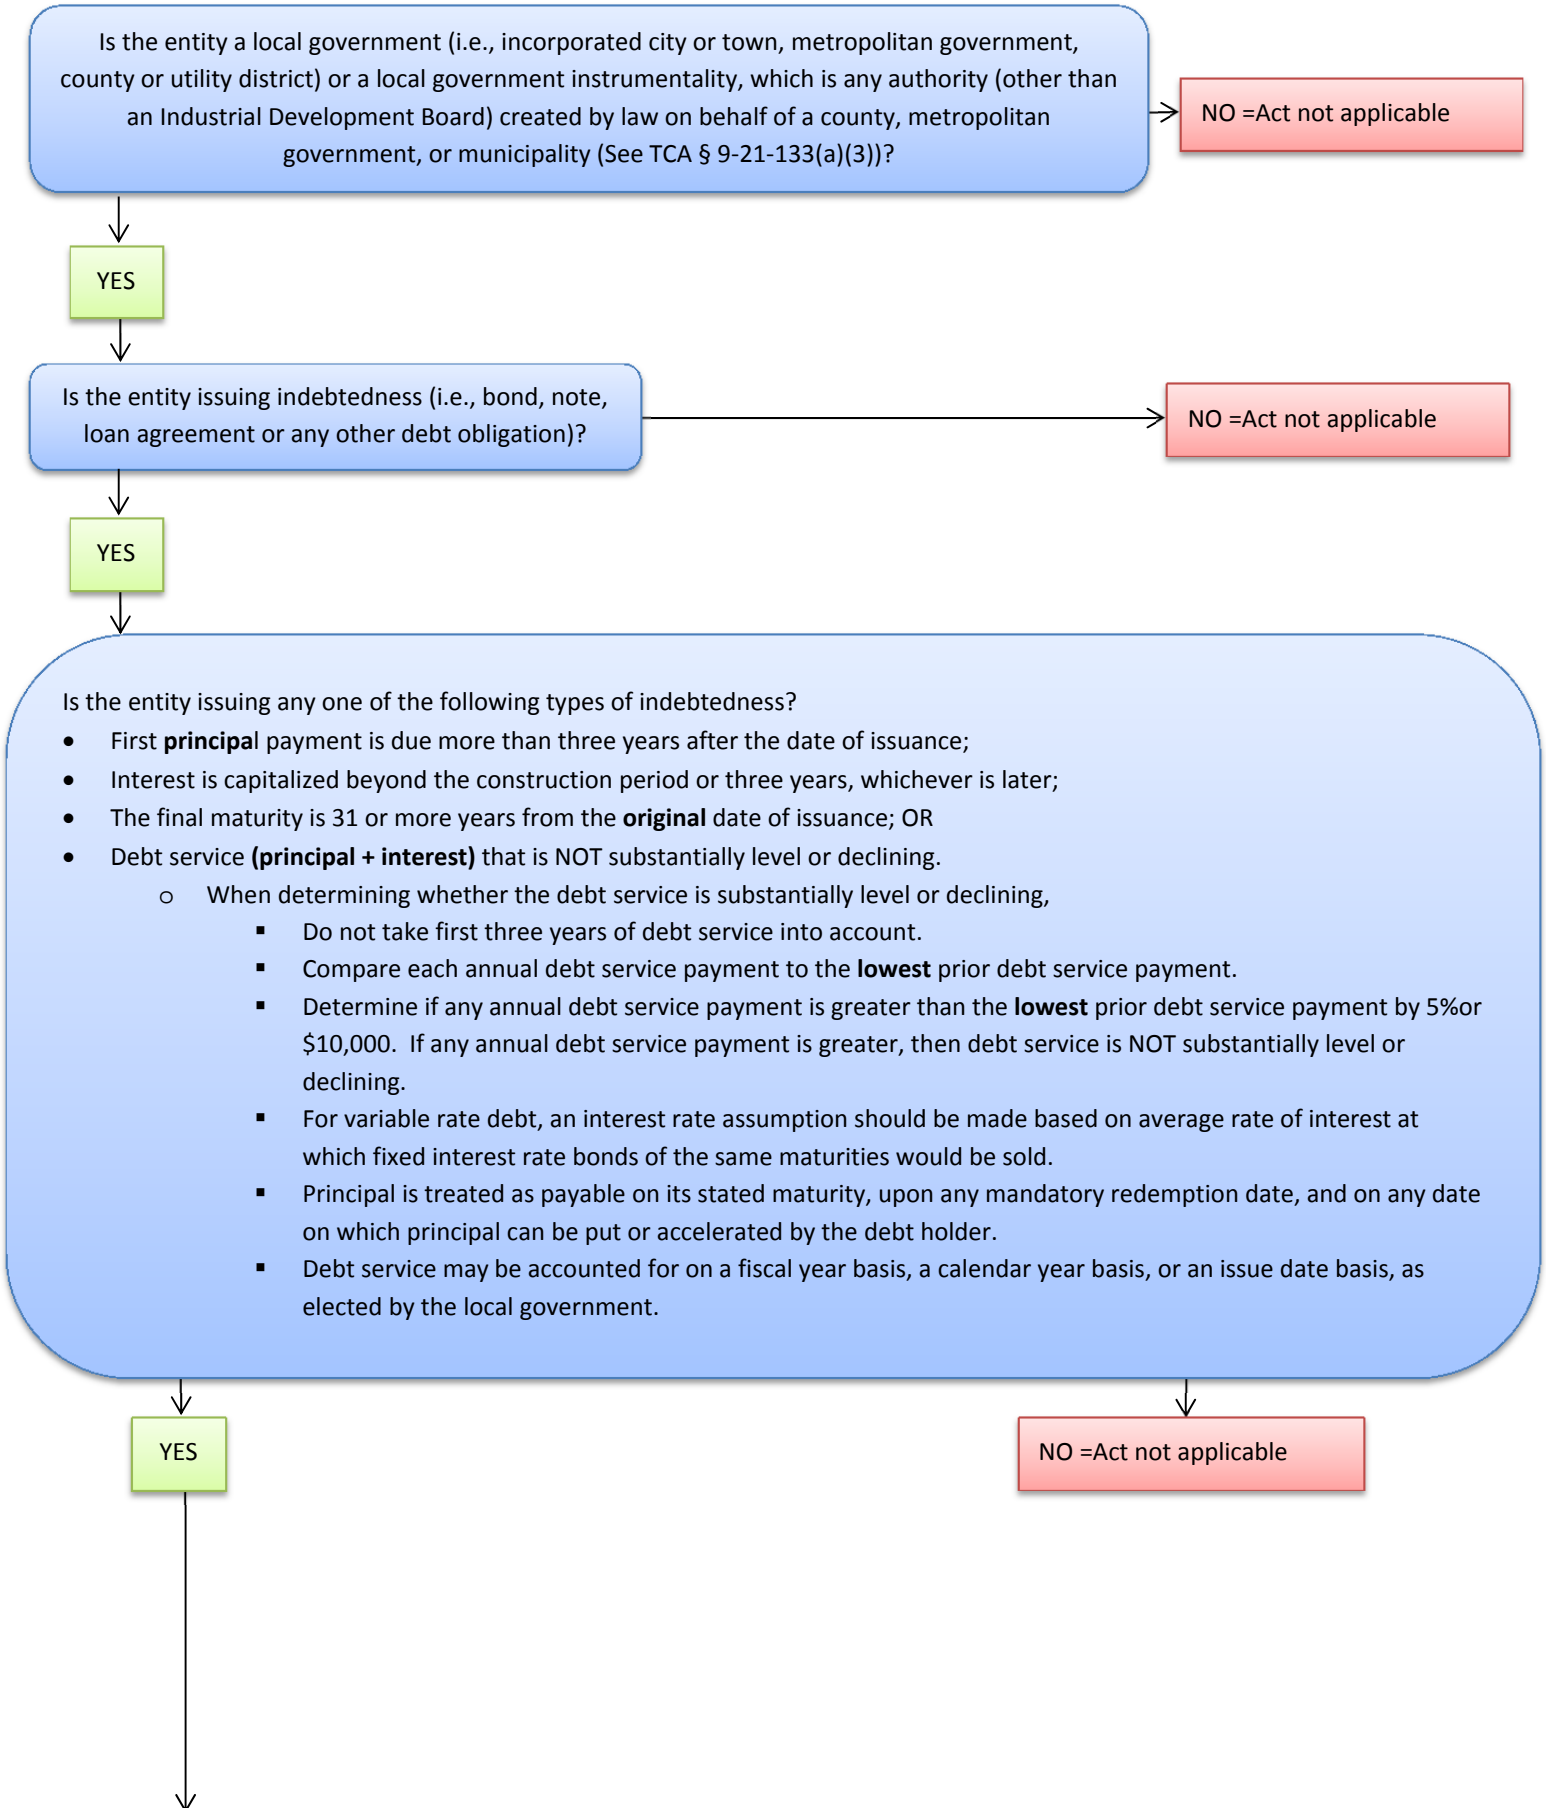 Is the entity a local government (i.e., incorporated city or town, metropolitan government,
county or utility district) or a local government instrumentality, which is any authority (other than
an Industrial Development Board) created by law on behalf of a county, metropolitan
government, or municipality (See TCA § 9-21-133(a)(3))?
NO =Act not applicable
YES
Is the entity issuing indebtedness (i.e., bond, note,
loan agreement or any other debt obligation)?
NO =Act not applicable
YES
Is the entity issuing any one of the following types of indebtedness?
• First principal payment is due more than three years after the date of issuance;
• Interest is capitalized beyond the construction period or three years, whichever is later;
• The final maturity is 31 or more years from the original date of issuance; OR
• Debt service (principal + interest) that is NOT substantially level or declining.
o When determining whether the debt service is substantially level or declining,
▪ Do not take first three years of debt service into account.
▪ Compare each annual debt service payment to the lowest prior debt service payment.
▪ Determine if any annual debt service payment is greater than the lowest prior debt service payment by 5%or
$10,000. If any annual debt service payment is greater, then debt service is NOT substantially level or
declining.
▪ For variable rate debt, an interest rate assumption should be made based on average rate of interest at
which fixed interest rate bonds of the same maturities would be sold.
▪ Principal is treated as payable on its stated maturity, upon any mandatory redemption date, and on any date
on which principal can be put or accelerated by the debt holder.
▪ Debt service may be accounted for on a fiscal year basis, a calendar year basis, or an issue date basis, as
elected by the local government.
YES
NO =Act not applicable